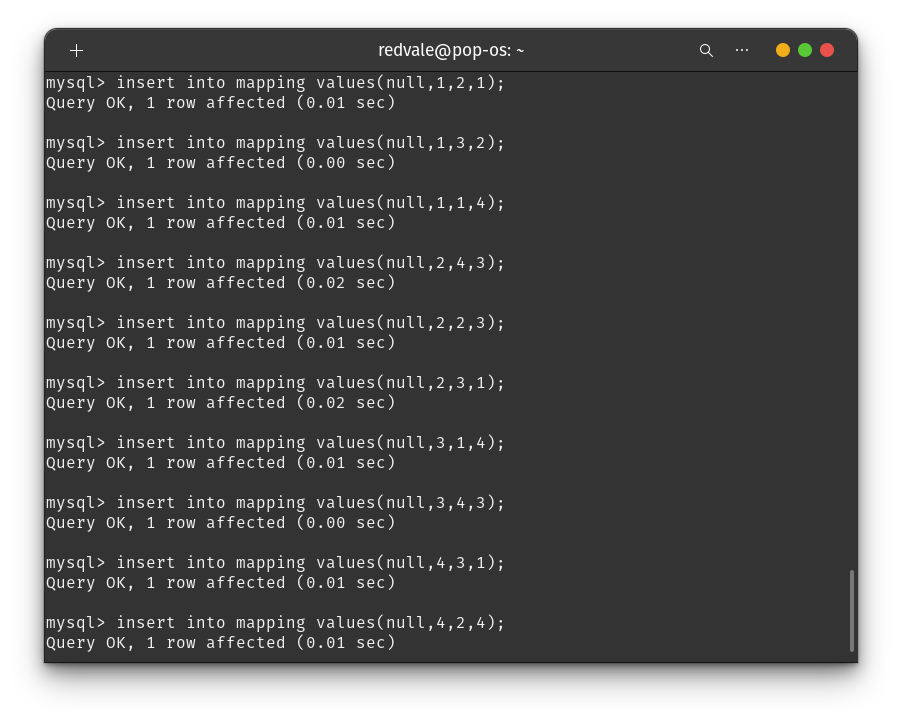 redvale@pop-os: ~
mysql> insert into mapping values(null,1,2,1);
Query OK, 1 row affected (0.01 sec)
mysql> insert into mapping values(null,1,3,2);
Query OK, 1 row affected (0.00 sec)
mysql> insert into mapping values(null,1,1,4);
Query OK, 1 row affected (0.01 sec)
mysql> insert into mapping values(null,2,4,3);
Query OK, 1 row affected (0.02 sec)
mysql> insert into mapping values(null,2,2,3);
Query OK, 1 row affected (0.01 sec)
mysql> insert into mapping values(null,2,3,1);
Query OK, 1 row affected (0.02 sec)
mysql> insert into mapping values(null,3,1,4);
Query OK, 1 row affected (0.01 sec)
mysql> insert into mapping values(null,3,4,3);
Query OK, 1 row affected (0.00 sec)
mysql> insert into mapping values(null,4,3,1);
Query OK, 1 row affected (0.01 sec)
mysql> insert into mapping values(null,4,2,4);
Query OK, 1 row affected (0.01 sec)